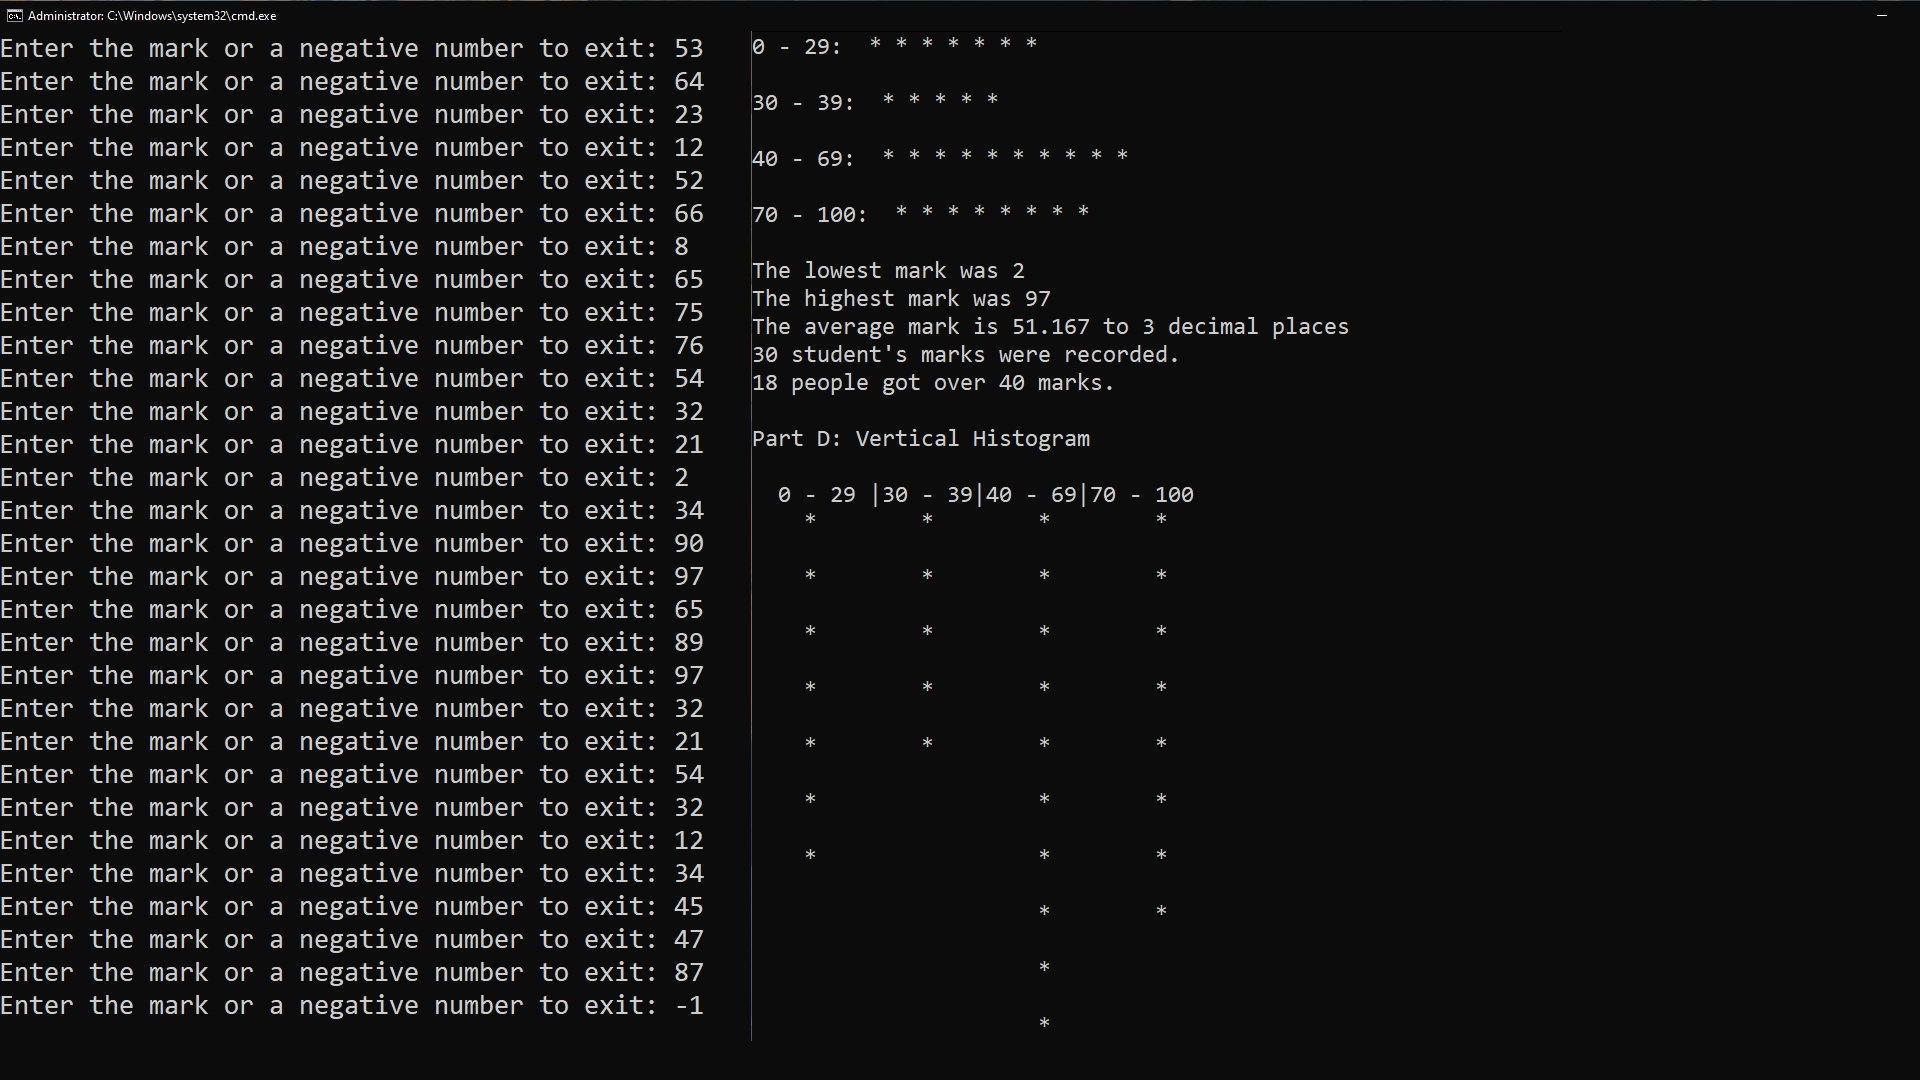 Administrator: C:\Windows\system32\cmd.exe
Enter the mark or a negative number to exit: 53
Enter the mark or a negative number to exit: 64
Enter the mark or a negative number to exit: 23
Enter the mark or a negative number to exit: 12
Enter the mark or a negative number to exit: 52
Enter the mark or a negative number to exit: 66
Enter the mark or a negative number to exit: 8
Enter the mark or a negative number to exit: 65
Enter the mark or a negative number to exit: 75
Enter the mark or a negative number to exit: 76
Enter the mark or a negative number to exit: 54
Enter the mark or a negative number to exit: 32
Enter the mark or a negative number to exit: 21
Enter the mark or a negative number to exit: 2
Enter the mark or a negative number to exit: 34
Enter the mark or a negative number to exit: 90
Enter the mark or a negative number to exit: 97
Enter the mark or a negative number to exit: 65
Enter the mark or a negative number to exit: 89
Enter the mark or a negative number to exit: 97
Enter the mark or a negative number to exit: 32
Enter the mark or a negative number to exit: 21
Enter the mark or a negative number to exit: 54
Enter the mark or a negative number to exit: 32
Enter the mark or a negative number to exit: 12
Enter the mark or a negative number to exit: 34
Enter the mark or a negative number to exit: 45
Enter the mark or a negative number to exit: 47
Enter the mark or a negative number to exit: 87
Enter the mark or a negative number to exit: -1
0 - 29:  * * * * * * *
30 - 39:  * * * * *
40 - 69:  * * * * * * * * * *
70 - 100:  * * * * * * * *
The lowest mark was 2
The highest mark was 97
The average mark is 51.167 to 3 decimal places
30 student's marks were recorded.
18 people got over 40 marks.
Part D: Vertical Histogram
0 - 29 |30 - 39|40 - 69|70 - 100
* * * *
* * * *
* * * *
* * * *
* * * *
* * *
* * *
* *
*
*